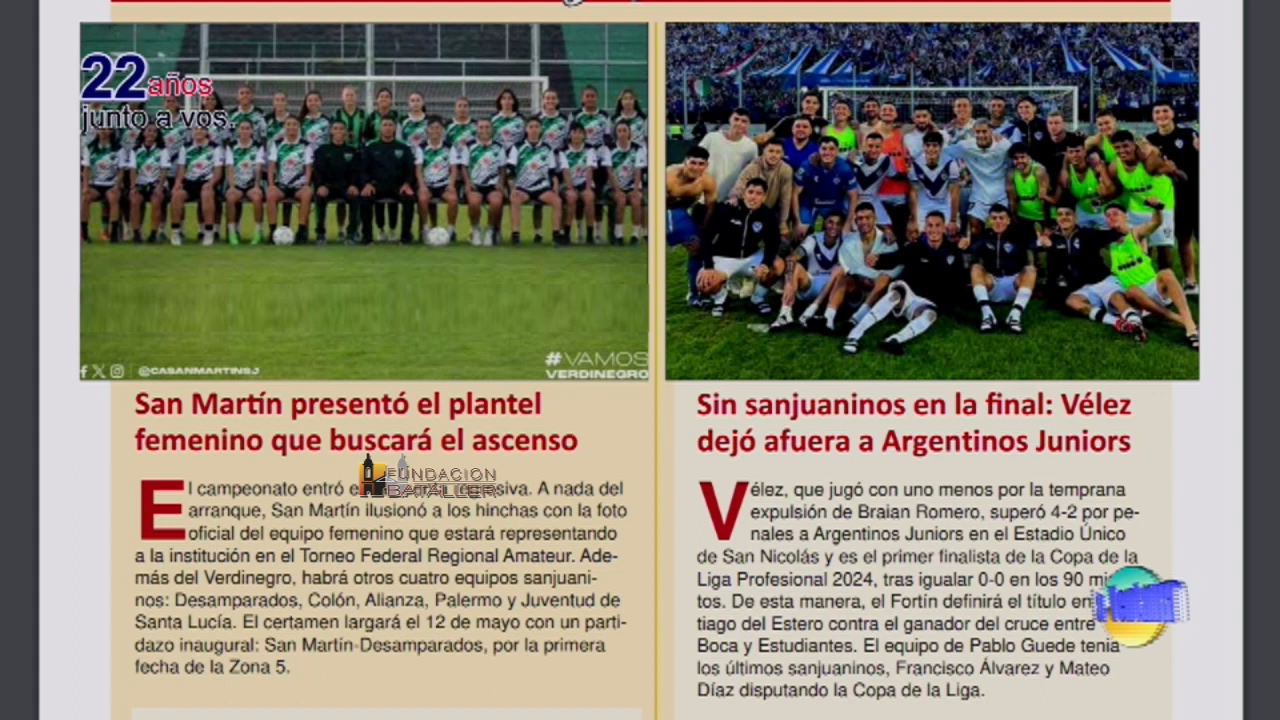 22 años
junto a vos.
@CASANMARTINSJ
#VAMOS
VERDINEGRO
San Martín presentó el plantel
femenino que buscará el ascenso
FUNDACION
BATALLER
El campeonato entró e siva. A nada del
arranque, San Martín ilusionó a los hinchas con la foto
oficial del equipo femenino que estará representando
a la institución en el Torneo Federal Regional Amateur. Ade-
más del Verdinegro, habrá otros cuatro equipos sanjuani-
nos: Desamparados, Colón, Alianza, Palermo y Juventud de
Santa Lucía. El certamen largará el 12 de mayo con un parti-
dazo inaugural: San Martín-Desamparados, por la primera
fecha de la Zona 5.
Sin sanjuaninos en la final: Vélez
dejó afuera a Argentinos Juniors
Vélez, que jugó con uno menos por la temprana
expulsión de Braian Romero, superó 4-2 por pe-
nales a Argentinos Juniors en el Estadio Único
de San Nicolás y es el primer finalista de la Copa de la
Liga Profesional 2024, tras igualar 0-0 en los 90 mi
tos. De esta manera, el Fortín definirá el título en
tiago del Estero contra el ganador del cruce entre
Boca y Estudiantes. El equipo de Pablo Guede tenía
los últimos sanjuaninos, Francisco Álvarez y Mateo
Díaz disputando la Copa de la Liga.